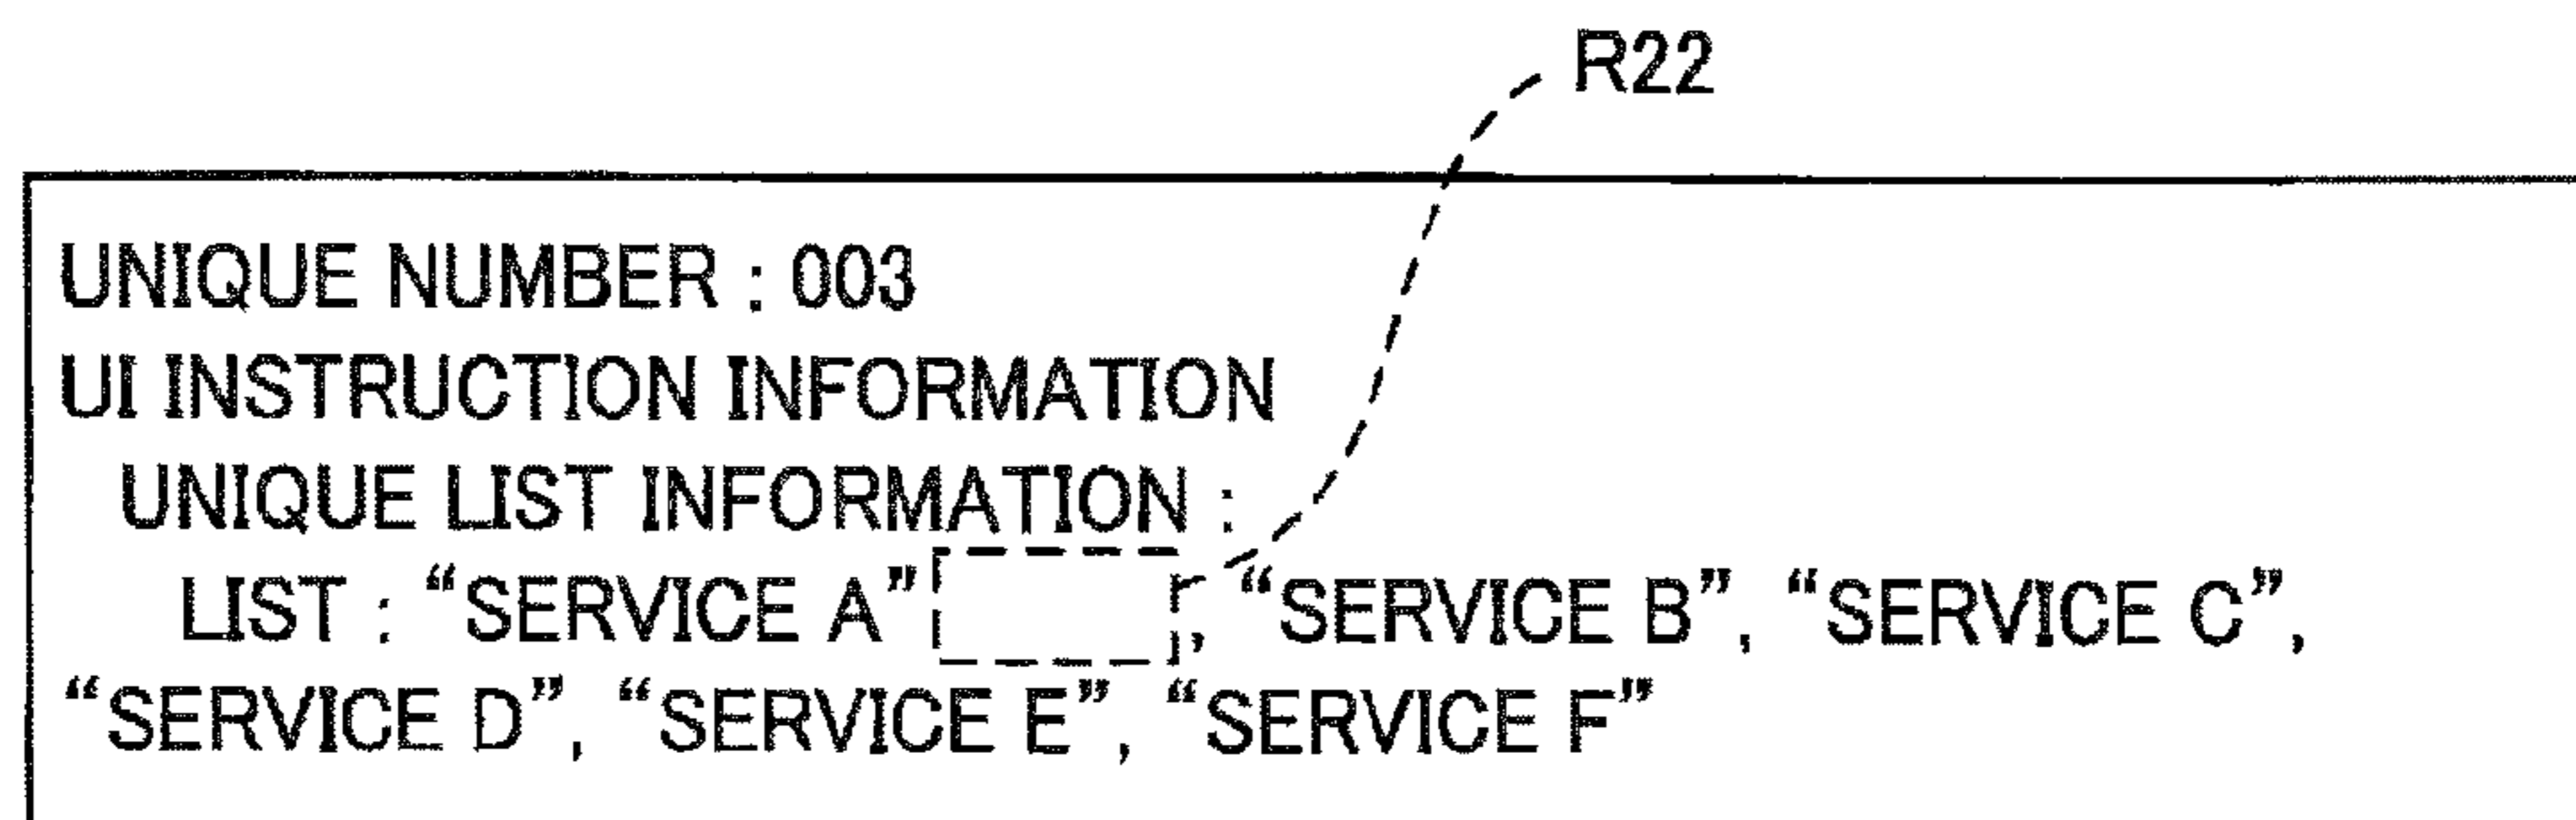 R22
UNIQUE NUMBER : 003
UI INSTRUCTION INFORMATION
UNIQUE LIST INFORMATION :
LIST : “SERVICE A” , “SERVICE B”, “SERVICE C”,
“SERVICE D”, “SERVICE E”, “SERVICE F”